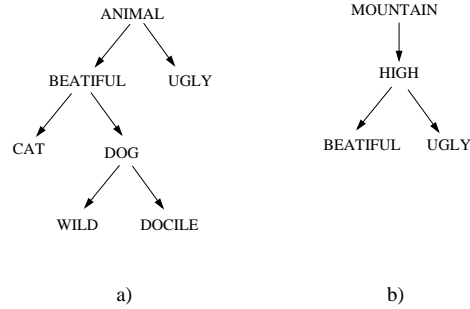 ANIMAL
MOUNTAIN
BEATIFUL UGLY
HIGH
CAT
DOG
BEATIFUL UGLY
WILD DOCILE
a) b)